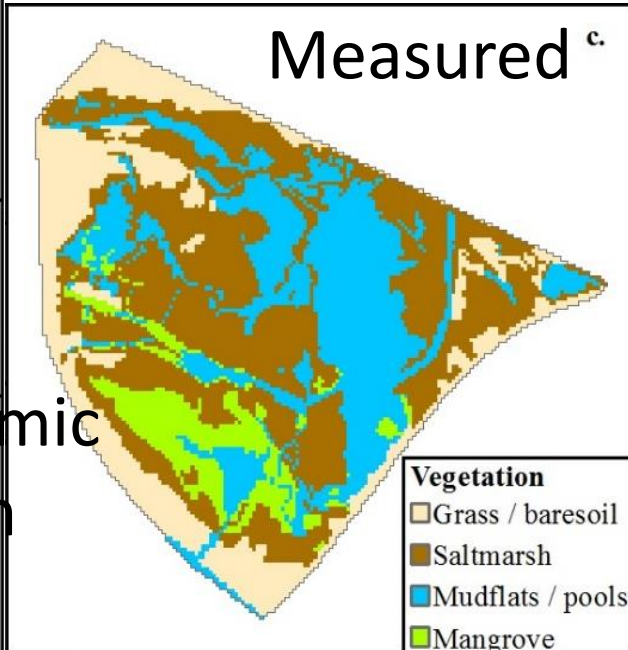 Measured c.
mic
Vegetation
Grass / baresoil
Saltmarsh
Mudflats / pools
Mangrove